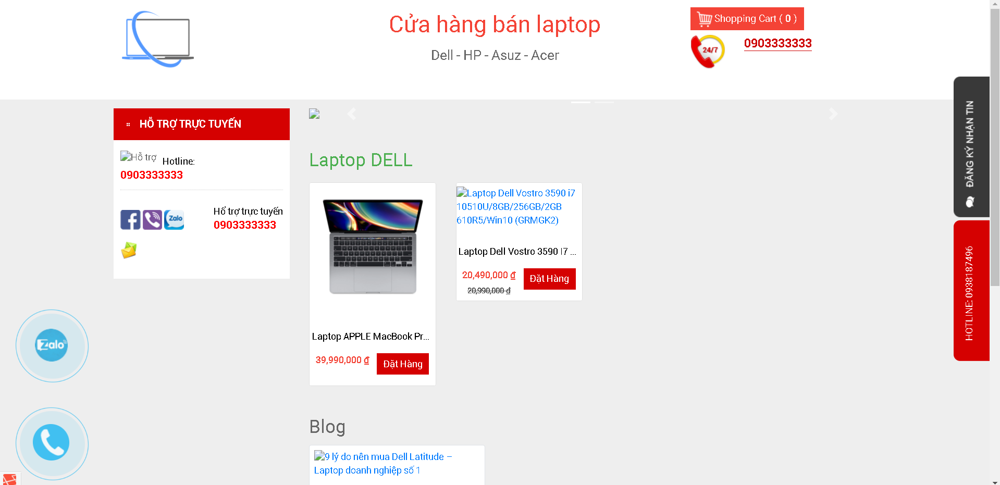 Cửa hàng bán laptop
Dell - HP - Asuz - Acer
Shopping Cart ( 0 )
24/7
0903333333
HỖ TRỢ TRỰC TUYẾN
Hỗ trợ
Hotline:
0903333333
Zalo
Hổ trợ trực tuyến
0903333333
Laptop DELL
Laptop APPLE MacBook Pr...
39,990,000 ₫
Đặt Hàng
Laptop Dell Vostro 3590 i7
10510U/8GB/256GB/2GB
610R5/Win10 (GRMGK2)
Laptop Dell Vostro 3590 I7 ...
20,490,000 ₫
Đặt Hàng
20,990,000 ₫
Blog
9 lý do nên mua Dell Latitude –
Laptop doanh nghiệp số 1
ĐĂNG KÝ NHẬN TIN
HOTLINE: 0938187496
Zalo